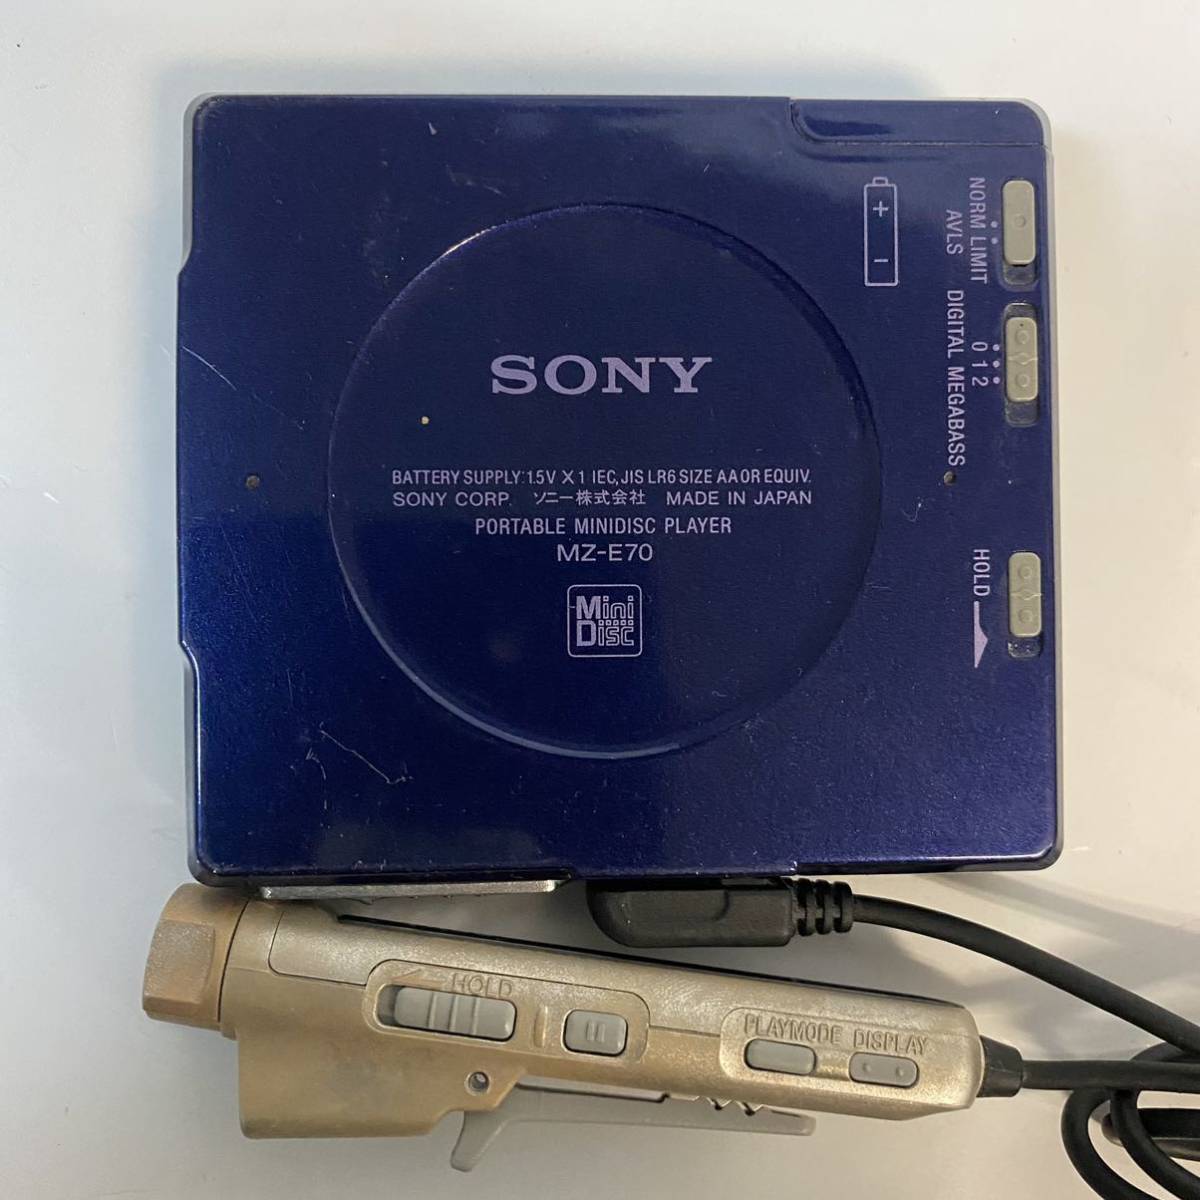 SONY
BATTERY SUPPLY:1.5V X 1 IEC, JIS LR6 SIZE AA OR EQUIV.
SONY CORP. ソニー株式会社 MADE IN JAPAN
PORTABLE MINIDISC PLAYER
MZ-E70
Mini
Disc
+
−
NORM LIMIT
AVLS
0 1 2
DIGITAL MEGABASS
HOLD
HOLD
PLAYMODE DISPLAY